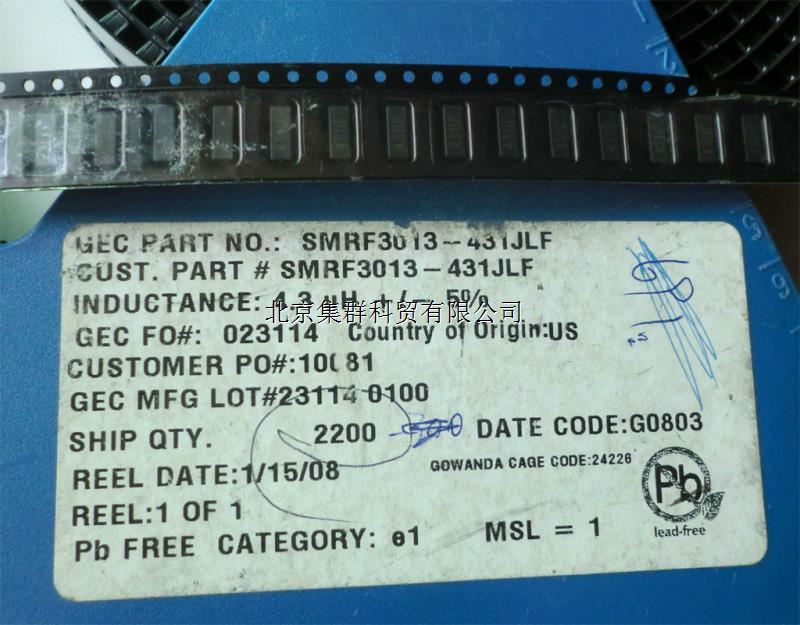 GEC PART NO.: SMRF3013-431JLF
CUST. PART # SMRF3013-431JLF
INDUCTANCE: 4.3 uH +/- 5%
北京集群科贸有限公司
GEC FO#: 023114 Country of Origin:US
CUSTOMER PO#:10081
GEC MFG LOT#23114 0100
SHIP QTY. 2200 DATE CODE:G0803
GOWANDA CAGE CODE:24226
REEL DATE:1/15/08
REEL:1 OF 1
Pb FREE CATEGORY: e1 MSL = 1
Pb
lead-free